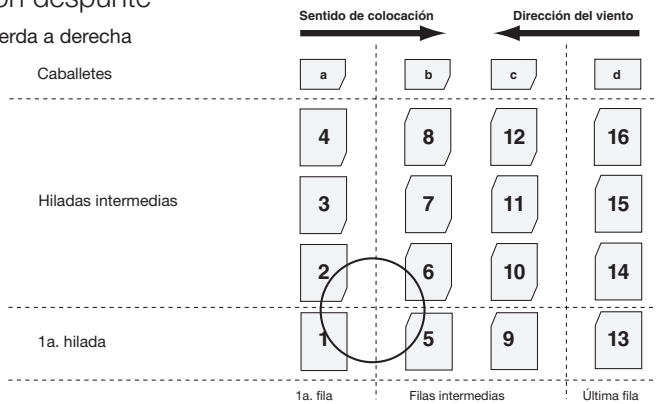 on despunte
erda a derecha
Sentido de colocación
Dirección del viento
Caballetes a b c d
4 8 12 16
Hiladas intermedias 3 7 11 15
2 6 10 14
1a. hilada 1 5 9 13
1a. fila Filas intermedias Última fila